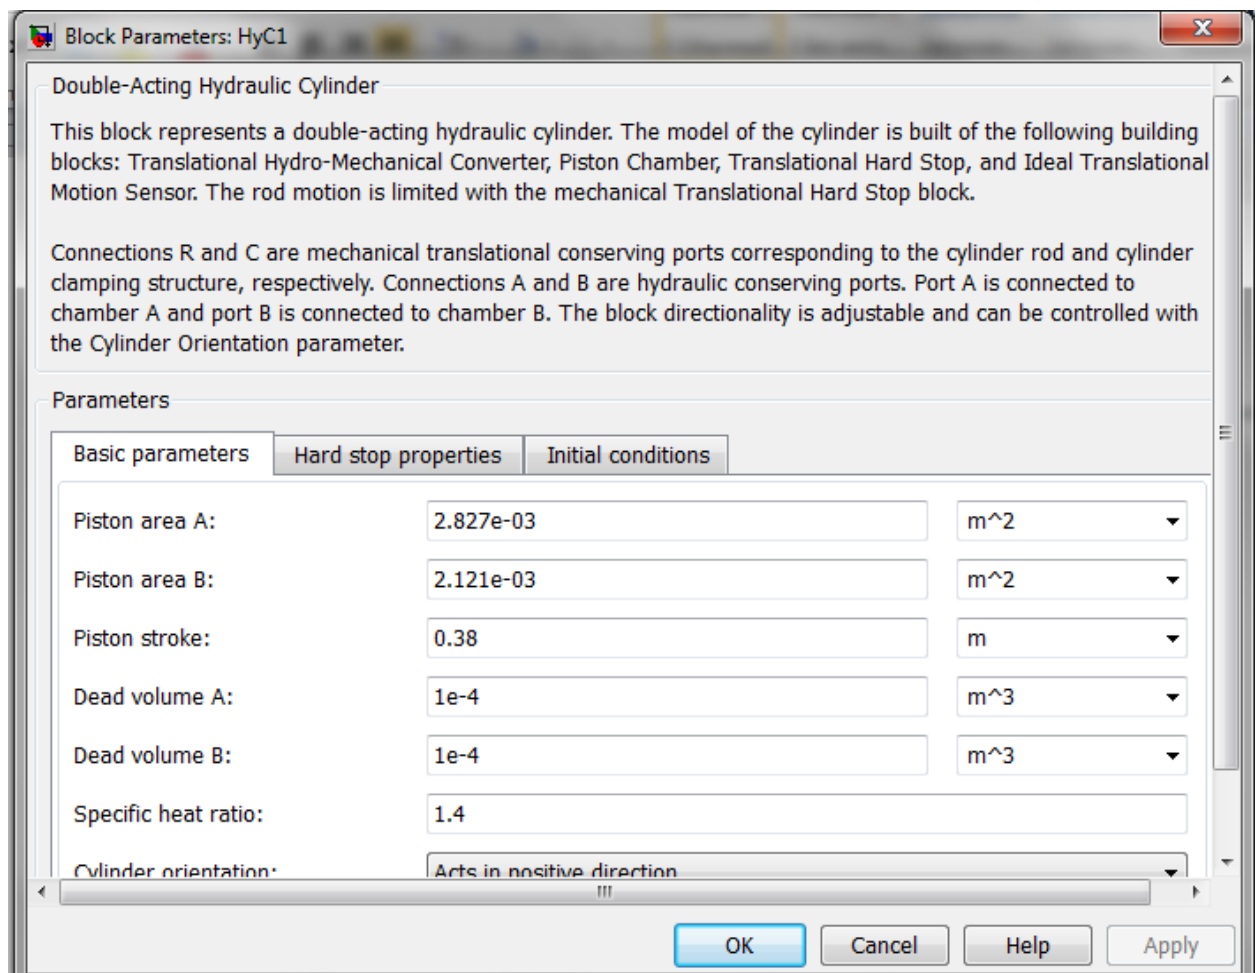 Block Parameters: HyC1
Double-Acting Hydraulic Cylinder
This block represents a double-acting hydraulic cylinder. The model of the cylinder is built of the following building
blocks: Translational Hydro-Mechanical Converter, Piston Chamber, Translational Hard Stop, and Ideal Translational
Motion Sensor. The rod motion is limited with the mechanical Translational Hard Stop block.
Connections R and C are mechanical translational conserving ports corresponding to the cylinder rod and cylinder
clamping structure, respectively. Connections A and B are hydraulic conserving ports. Port A is connected to
chamber A and port B is connected to chamber B. The block directionality is adjustable and can be controlled with
the Cylinder Orientation parameter.
Parameters
Basic parameters Hard stop properties Initial conditions
Piston area A: 2.827e-03 m^2
Piston area B: 2.121e-03 m^2
Piston stroke: 0.38 m
Dead volume A: 1e-4 m^3
Dead volume B: 1e-4 m^3
Specific heat ratio: 1.4
Cylinder orientation: Acts in positive direction
OK Cancel Help Apply